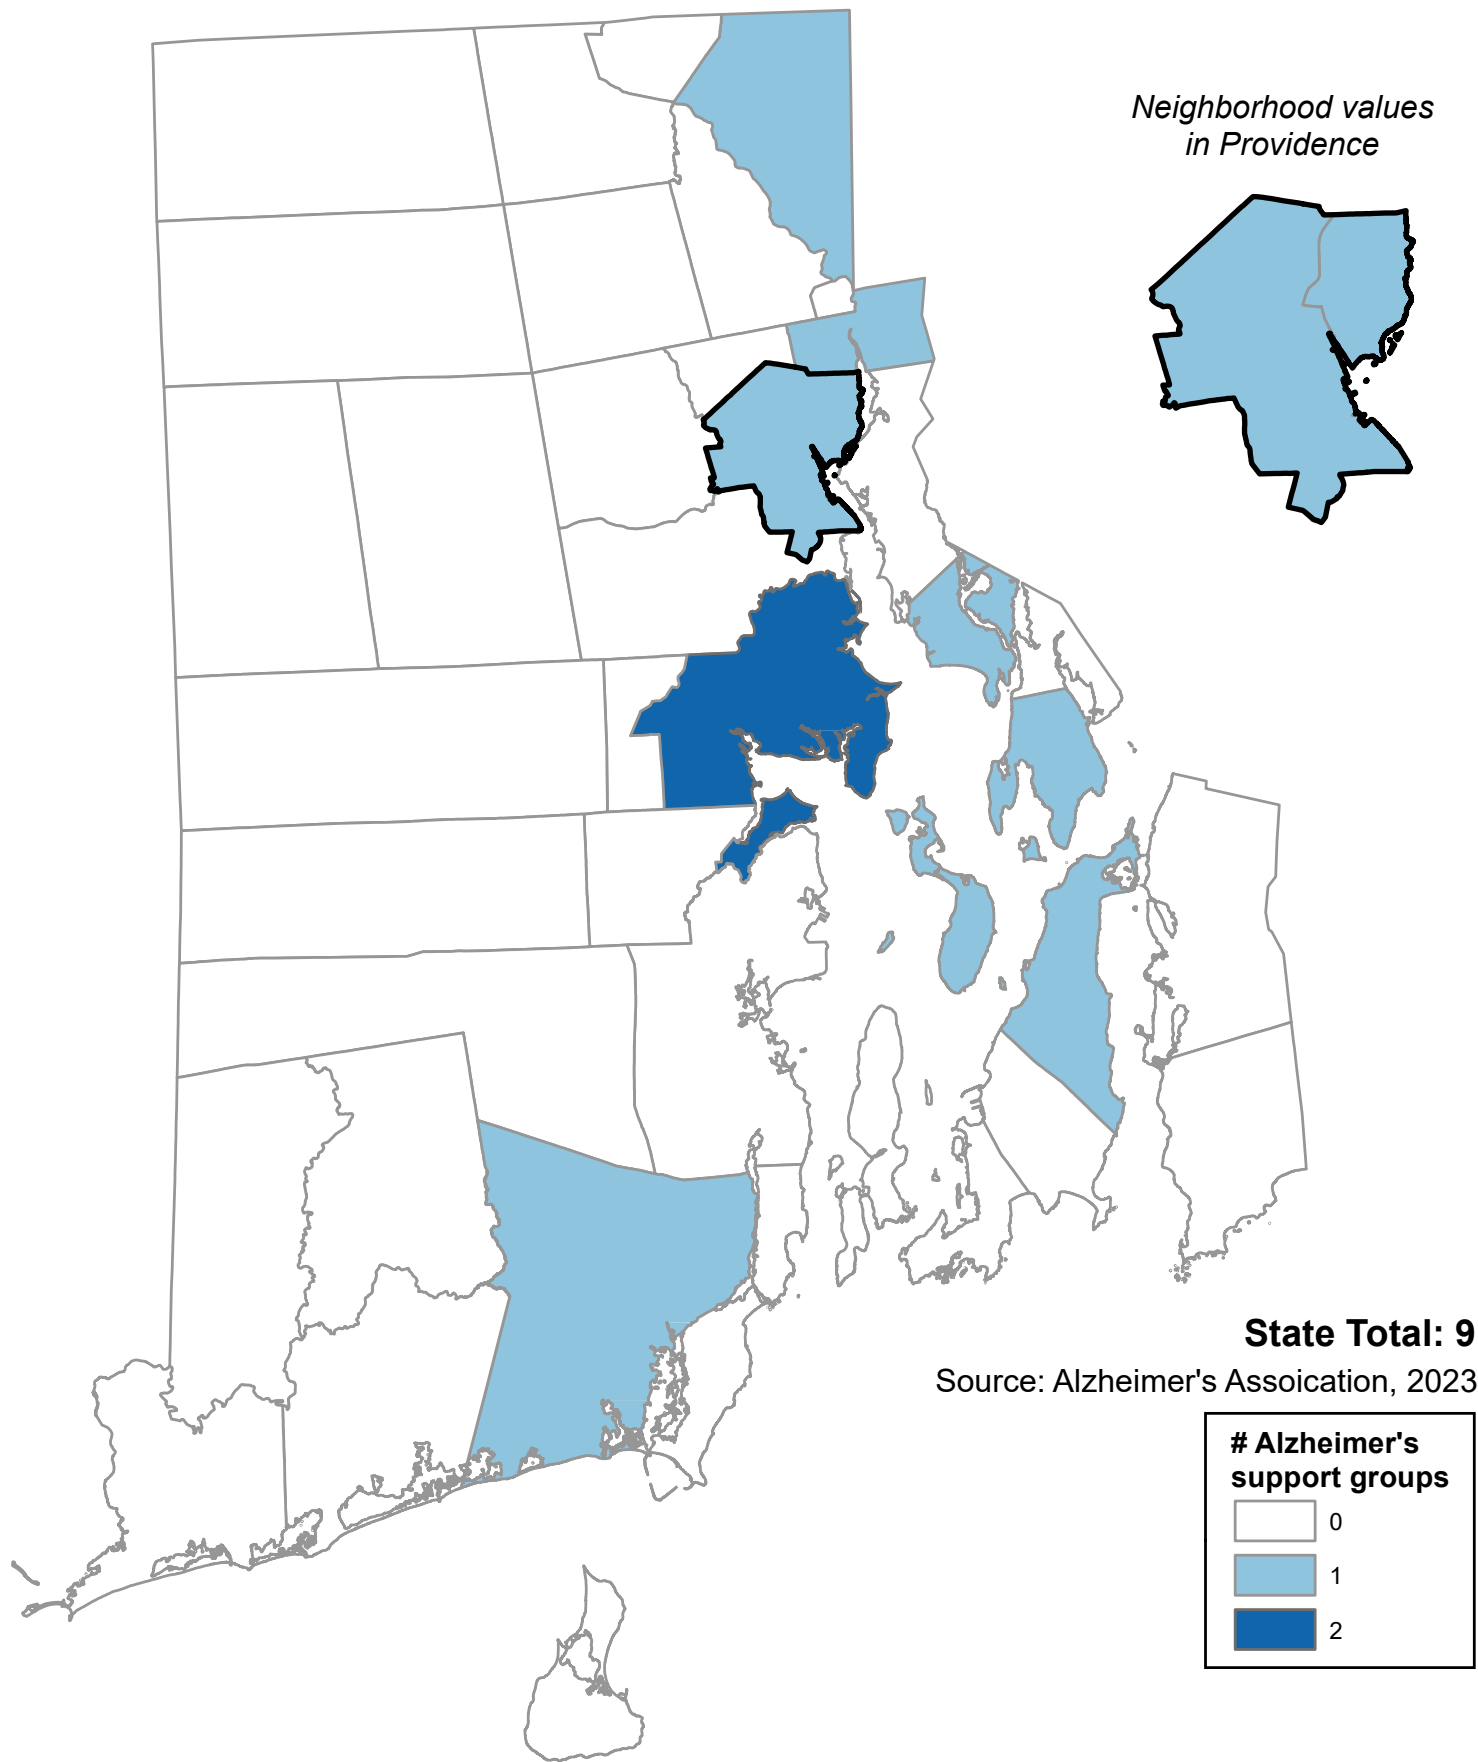 Neighborhood values
in Providence
State Total: 9
Source: Alzheimer's Assoication, 2023
# Alzheimer's
support groups
0
1
2